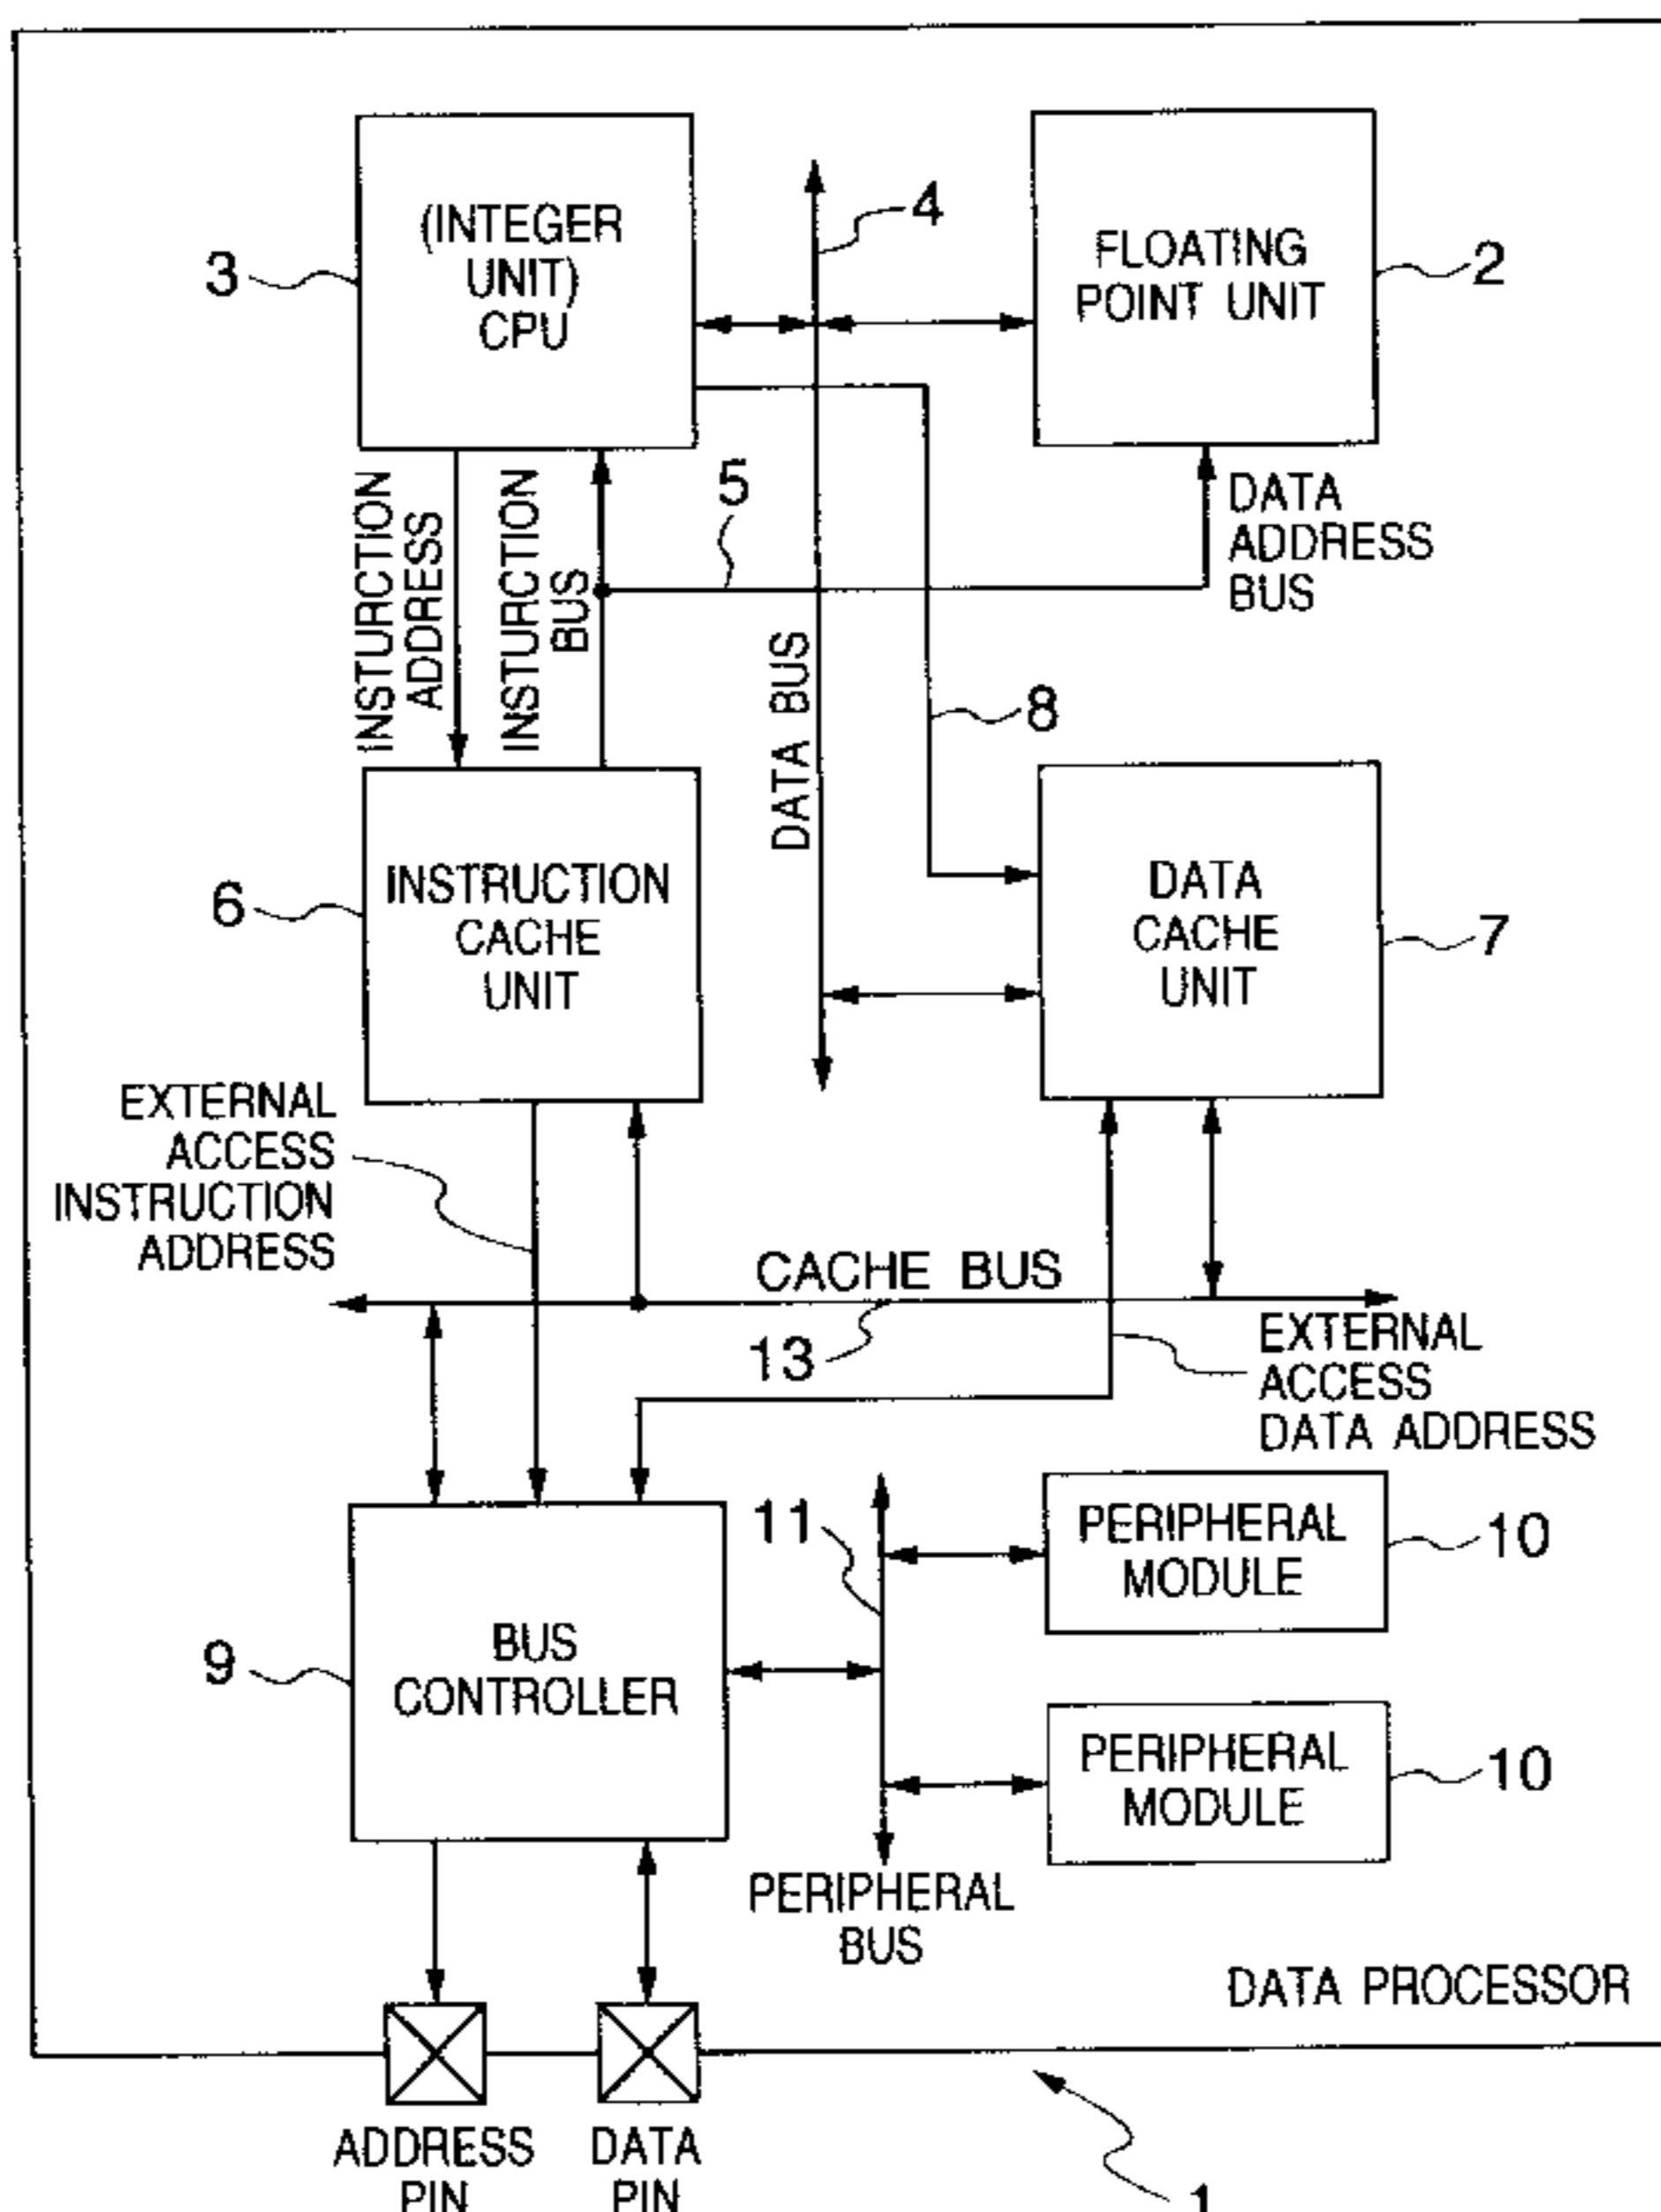 (INTEGER
UNIT)
CPU
3
4
FLOATING
POINT UNIT
2
INSTURCTION
ADDRESS
INSTURCTION
BUS
5
DATA
ADDRESS
BUS
DATA BUS
8
6
INSTRUCTION
CACHE
UNIT
DATA
CACHE
UNIT
7
EXTERNAL
ACCESS
INSTRUCTION
ADDRESS
CACHE BUS
13
EXTERNAL
ACCESS
DATA ADDRESS
11
PERIPHERAL
MODULE
10
9
BUS
CONTROLLER
PERIPHERAL
MODULE
10
PERIPHERAL
BUS
DATA PROCESSOR
ADDRESS
PIN
DATA
PIN
1